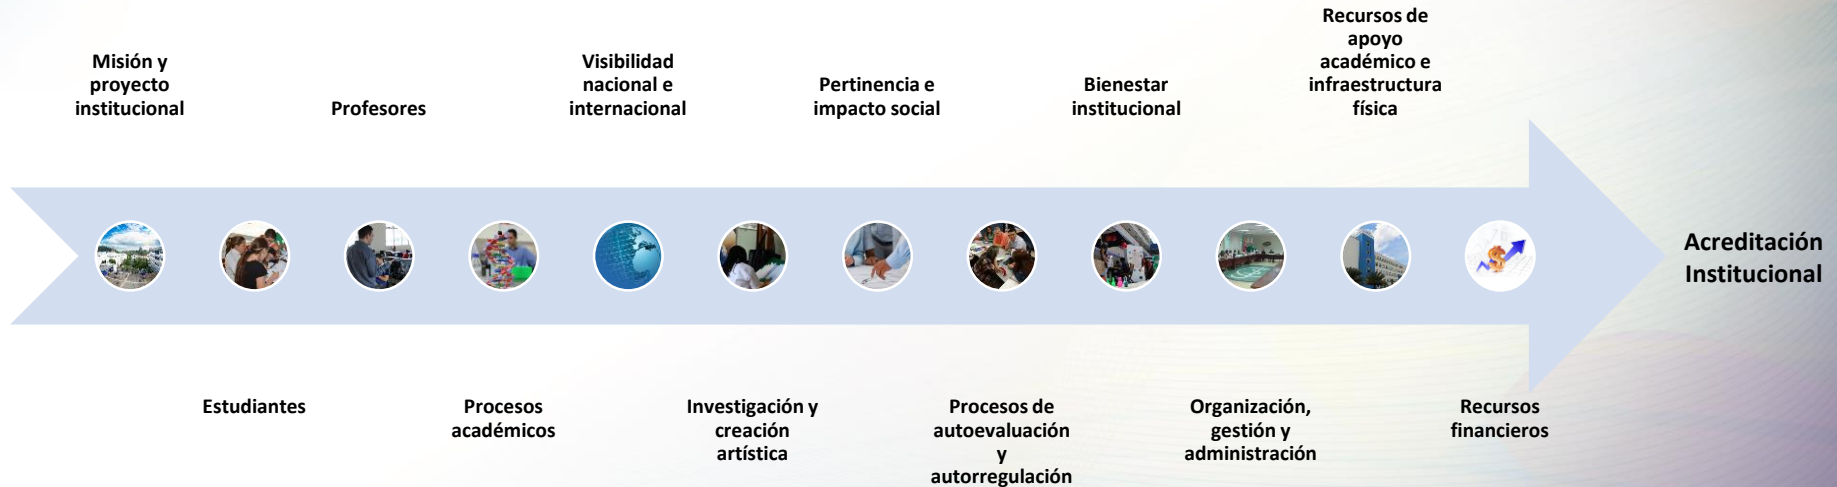 Misión y
proyecto
institucional
Estudiantes
Profesores
Procesos
académicos
Visibilidad
nacional e
internacional
Investigación y
creación
artística
Pertinencia e
impacto social
Procesos de
autoevaluación
y
autorregulación
Bienestar
institucional
Organización,
gestión y
administración
Recursos de
apoyo
académico e
infraestructura
física
Recursos
financieros
Acreditación
Institucional